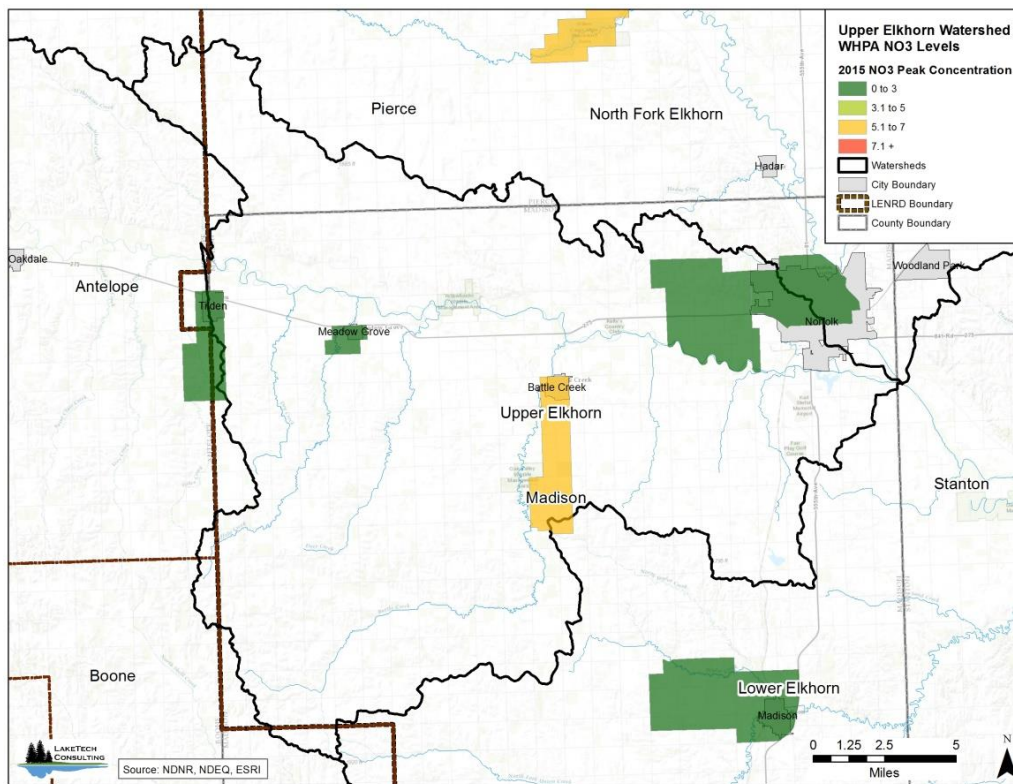 Upper Elkhorn Watershed
WHPA NO3 Levels
2015 NO3 Peak Concentration
0 to 3
3.1 to 5
5.1 to 7
7.1 +
Watersheds
City Boundary
LENRD Boundary
County Boundary
Pierce
North Fork Elkhorn
Hadar
Oakdale
275
Antelope
Tilden
Meadow Grove
Woodland Park
Norfolk
275
Battle Creek
Upper Elkhorn
Madison
Stanton
Boone
Lower Elkhorn
Madison
LAKETECH
CONSULTING
Source: NDNR, NDEQ, ESRI
0 1.25 2.5 5
Miles
N